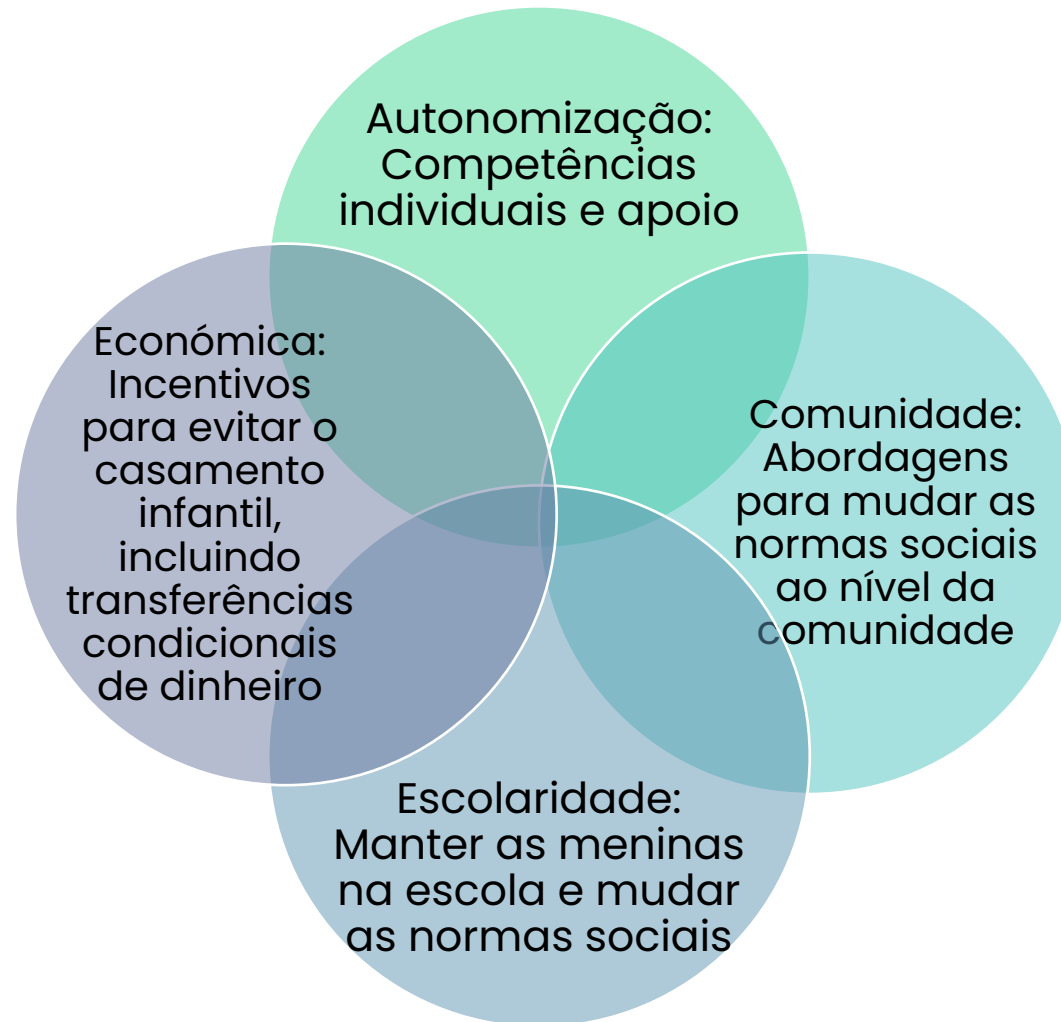 Autonomização:
Competências
individuais e apoio
Económica:
Incentivos
para evitar o
casamento
infantil,
incluindo
transferências
condicionais
de dinheiro
Comunidade:
Abordagens
para mudar as
normas sociais
ao nível da
comunidade
Escolaridade:
Manter as meninas
na escola e mudar
as normas sociais